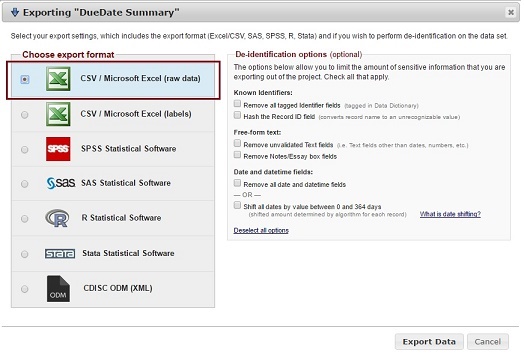 Exporting "DueDate Summary"
Select your export settings, which includes the export format (Excel/CSV, SAS, SPSS, R, Stata) and if you wish to perform de-identification on the data set.
Choose export format
CSV / Microsoft Excel (raw data)
CSV / Microsoft Excel (labels)
SPSS
SPSS Statistical Software
sas
SAS Statistical Software
R
R Statistical Software
stata
Stata Statistical Software
ODM
CDISC ODM (XML)
De-identification options (optional)
The options below allow you to limit the amount of sensitive information that you are
exporting out of the project. Check all that apply.
Known Identifiers:
Remove all tagged Identifier fields (tagged in Data Dictionary)
Hash the Record ID field (converts record name to an unrecognizable value)
Free-form text:
Remove unvalidated Text fields (i.e. Text fields other than dates, numbers, etc.)
Remove Notes/Essay box fields
Date and datetime fields:
Remove all date and datetime fields
— OR —
Shift all dates by value between 0 and 364 days
(shifted amount determined by algorithm for each record) What is date shifting?
Deselect all options
Export Data Cancel